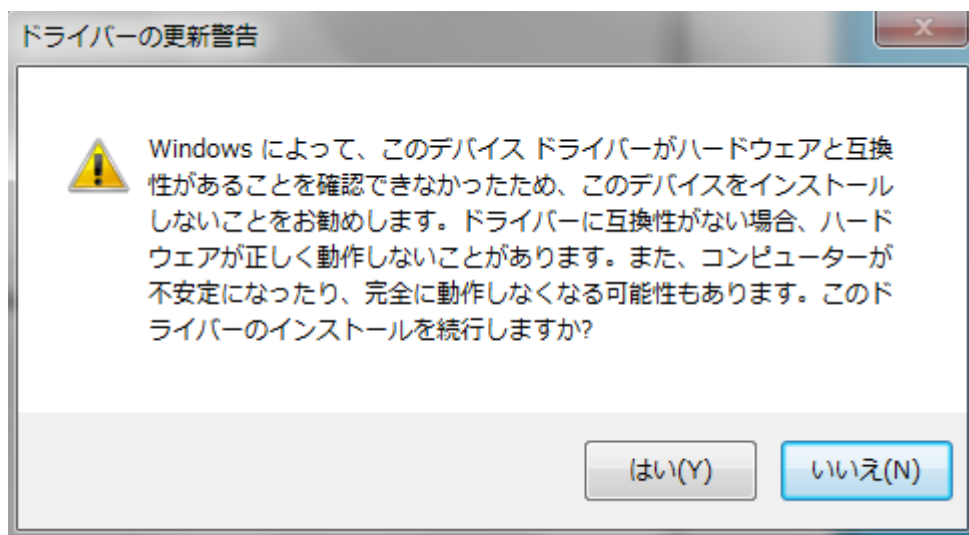 ドライバーの更新警告
Windows によって、このデバイス ドライバーがハードウェアと互換
性があることを確認できなかったため、このデバイスをインストール
しないことをお勧めします。ドライバーに互換性がない場合、ハード
ウェアが正しく動作しないことがあります。また、コンピューターが
不安定になったり、完全に動作しなくなる可能性もあります。このド
ライバーのインストールを続行しますか?
はい(Y)
いいえ(N)